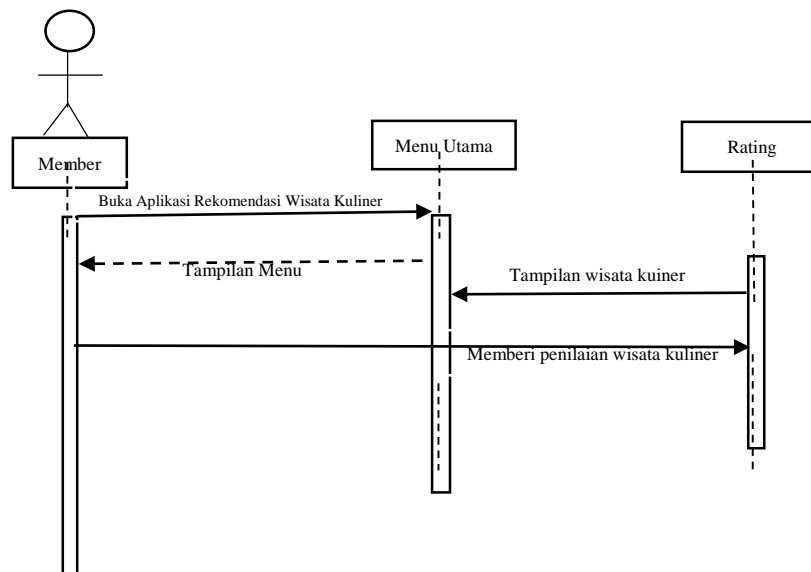 Member
Menu Utama
Rating
Buka Aplikasi Rekomendasi Wisata Kuliner
Tampilan Menu
Tampilan wisata kuiner
Memberi penilaian wisata kuliner